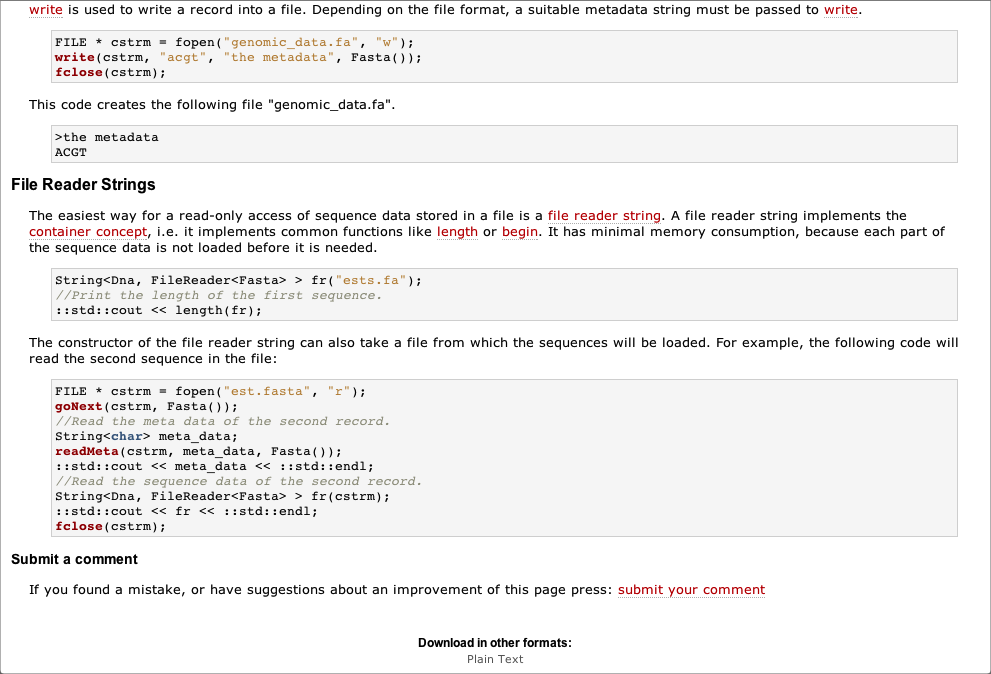 write is used to write a record into a file. Depending on the file format, a suitable metadata string must be passed to write.
FILE * cstrm = fopen("genomic_data.fa", "w");
write(cstrm, "acgt", "the metadata", Fasta());
fclose(cstrm);
This code creates the following file "genomic_data.fa".
>the metadata
ACGT
File Reader Strings
The easiest way for a read-only access of sequence data stored in a file is a file reader string. A file reader string implements the
container concept, i.e. it implements common functions like length or begin. It has minimal memory consumption, because each part of
the sequence data is not loaded before it is needed.
String<Dna, FileReader<Fasta> > fr("ests.fa");
//Print the length of the first sequence.
::std::cout << length(fr);
The constructor of the file reader string can also take a file from which the sequences will be loaded. For example, the following code will
read the second sequence in the file:
FILE * cstrm = fopen("est.fasta", "r");
goNext(cstrm, Fasta());
//Read the meta data of the second record.
String<char> meta_data;
readMeta(cstrm, meta_data, Fasta());
::std::cout << meta_data << ::std::endl;
//Read the sequence data of the second record.
String<Dna, FileReader<Fasta> > fr(cstrm);
::std::cout << fr << ::std::endl;
fclose(cstrm);
Submit a comment
If you found a mistake, or have suggestions about an improvement of this page press: submit your comment
Download in other formats:
Plain Text